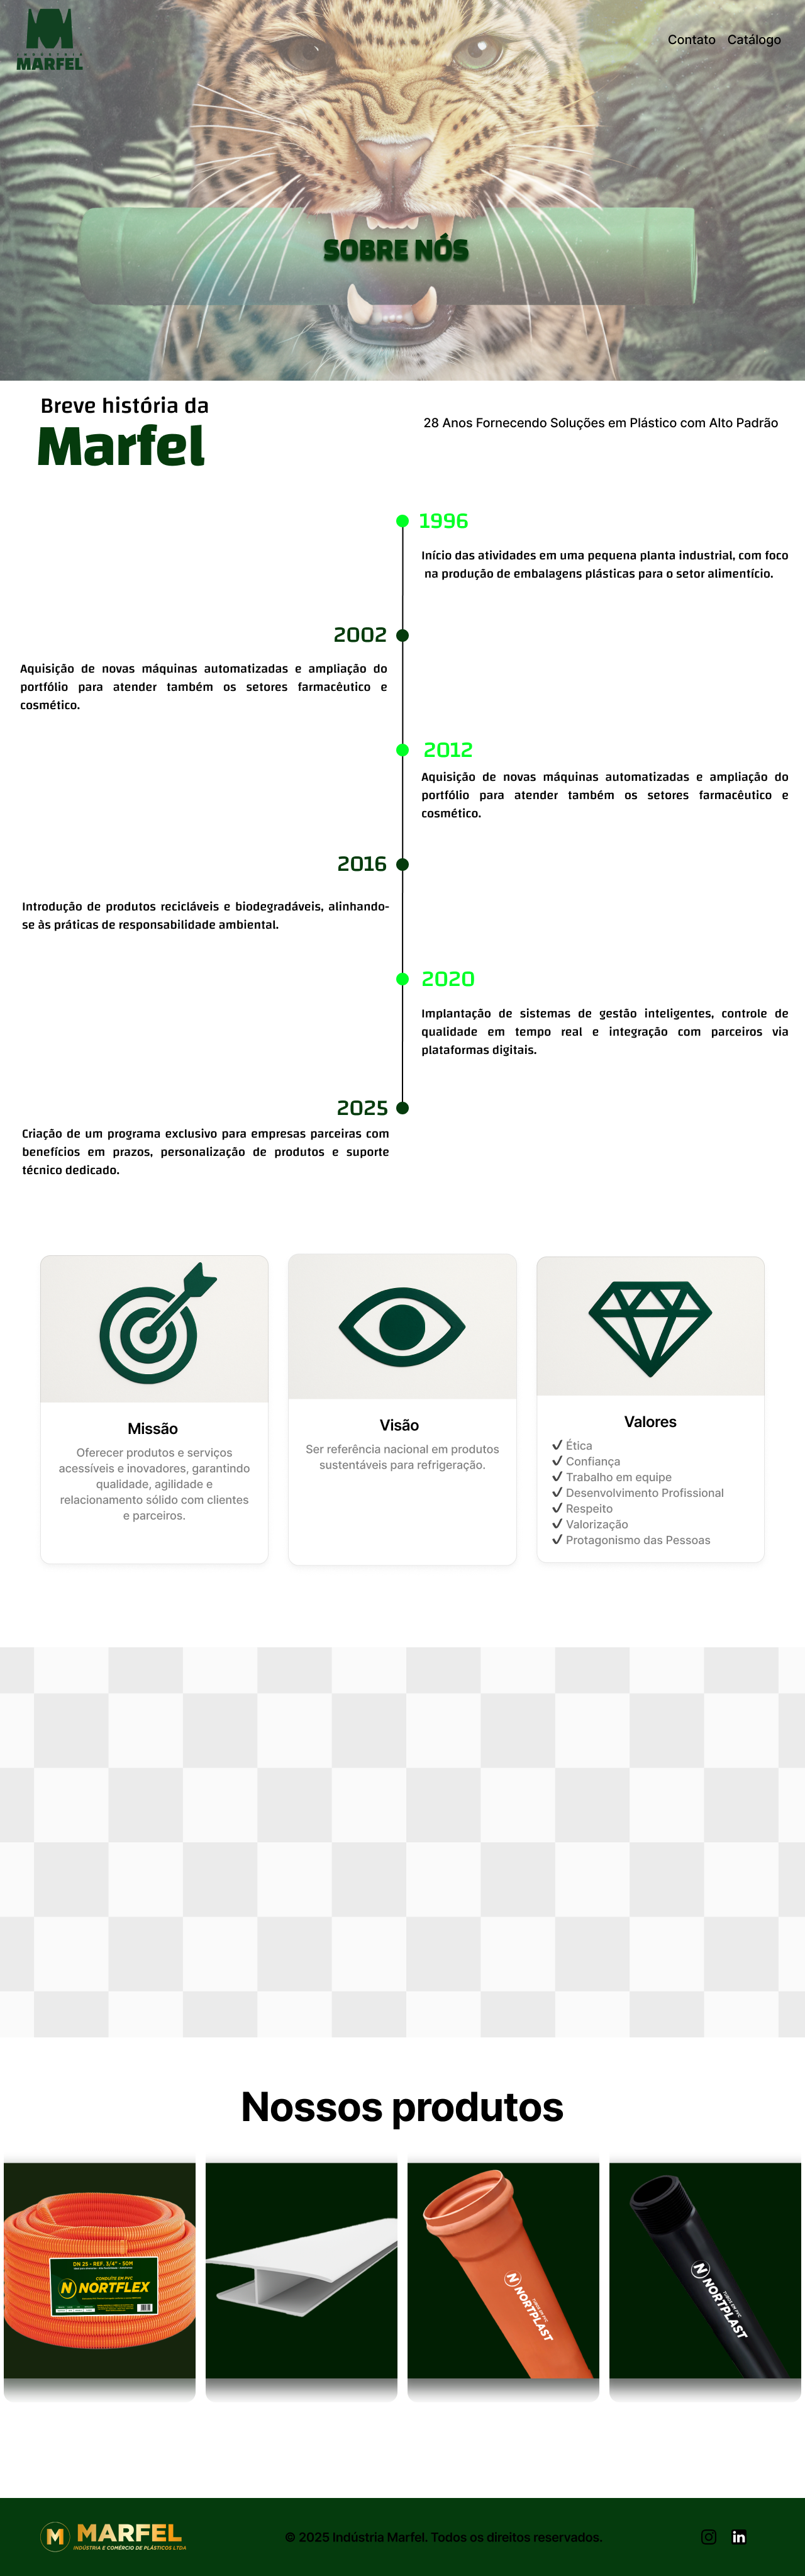 INDÚSTRIA
MARFEL
Contato Catálogo
SOBRE NÓS
Breve história da
Marfel
28 Anos Fornecendo Soluções em Plástico com Alto Padrão
1996
Início das atividades em uma pequena planta industrial, com foco
na produção de embalagens plásticas para o setor alimentício.
2002
Aquisição de novas máquinas automatizadas e ampliação do
portfólio para atender também os setores farmacêutico e
cosmético.
2012
Aquisição de novas máquinas automatizadas e ampliação do
portfólio para atender também os setores farmacêutico e
cosmético.
2016
Introdução de produtos recicláveis e biodegradáveis, alinhando-
se às práticas de responsabilidade ambiental.
2020
Implantação de sistemas de gestão inteligentes, controle de
qualidade em tempo real e integração com parceiros via
plataformas digitais.
2025
Criação de um programa exclusivo para empresas parceiras com
benefícios em prazos, personalização de produtos e suporte
técnico dedicado.
Missão
Oferecer produtos e serviços
acessíveis e inovadores, garantindo
qualidade, agilidade e
relacionamento sólido com clientes
e parceiros.
Visão
Ser referência nacional em produtos
sustentáveis para refrigeração.
Valores
✔ Ética
✔ Confiança
✔ Trabalho em equipe
✔ Desenvolvimento Profissional
✔ Respeito
✔ Valorização
✔ Protagonismo das Pessoas
Nossos produtos
DN 25 - REF. 3/4" - 50M
CONDUÍTE EM PVC
N NORTFLEX
TUBOS EM PVC
N NORTPLAST
TUBOS EM PVC
N NORTPLAST
M MARFEL
INDÚSTRIA E COMÉRCIO DE PLÁSTICOS LTDA
© 2025 Indústria Marfel. Todos os direitos reservados.
in